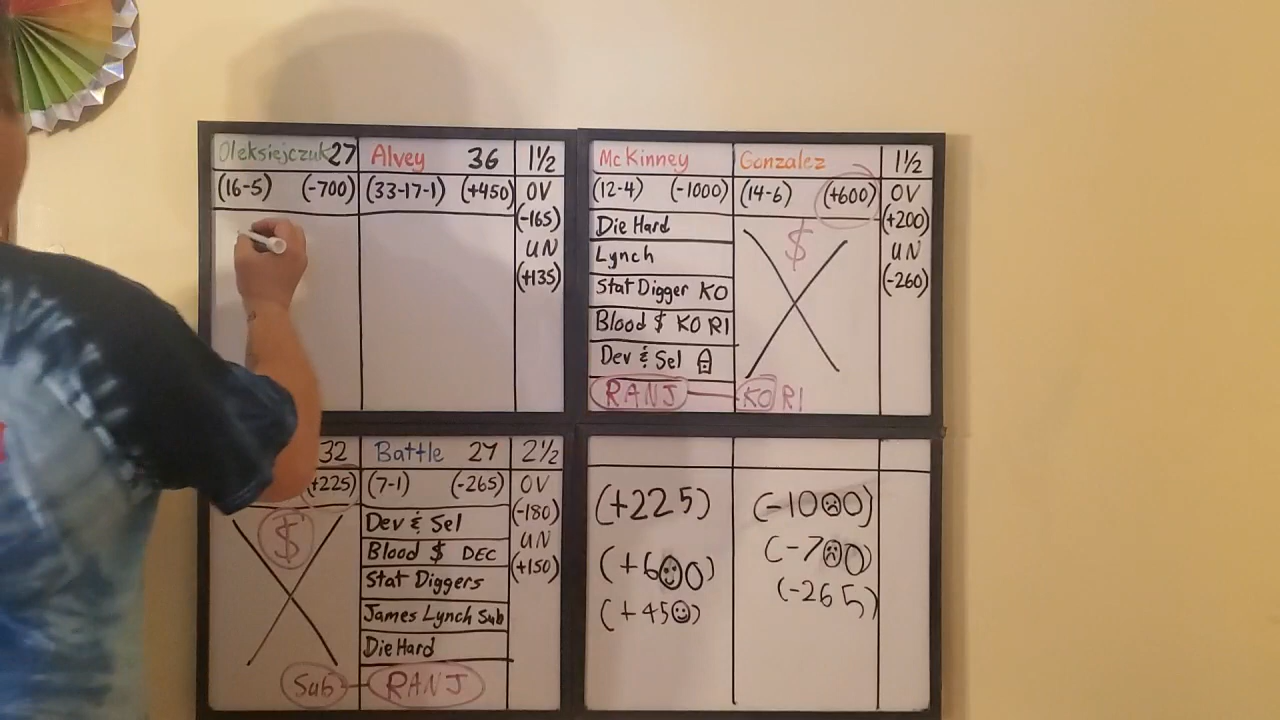 Oleksiejczuk 27 Alvey 36 1½
(16-5) (-700) (33-17-1) (+450) OV
(-165)
UN
(+135)
McKinney Gonzalez 1½
(12-4) (-1000) (14-6) (+600) OV
Die Hard $ (+200)
Lynch UN
Stat Digger KO (-260)
Blood $ KO R1
Dev & Sel
RANJ KO R1
32 Battle 27 2½
(+225) (7-1) (-265) OV
$ Dev & Sel (-180)
Blood $ DEC UN
Stat Diggers (+150)
James Lynch Sub
Die Hard
Sub RANJ
(+225) (-1000)
(+600) (-700)
(+450) (-265)